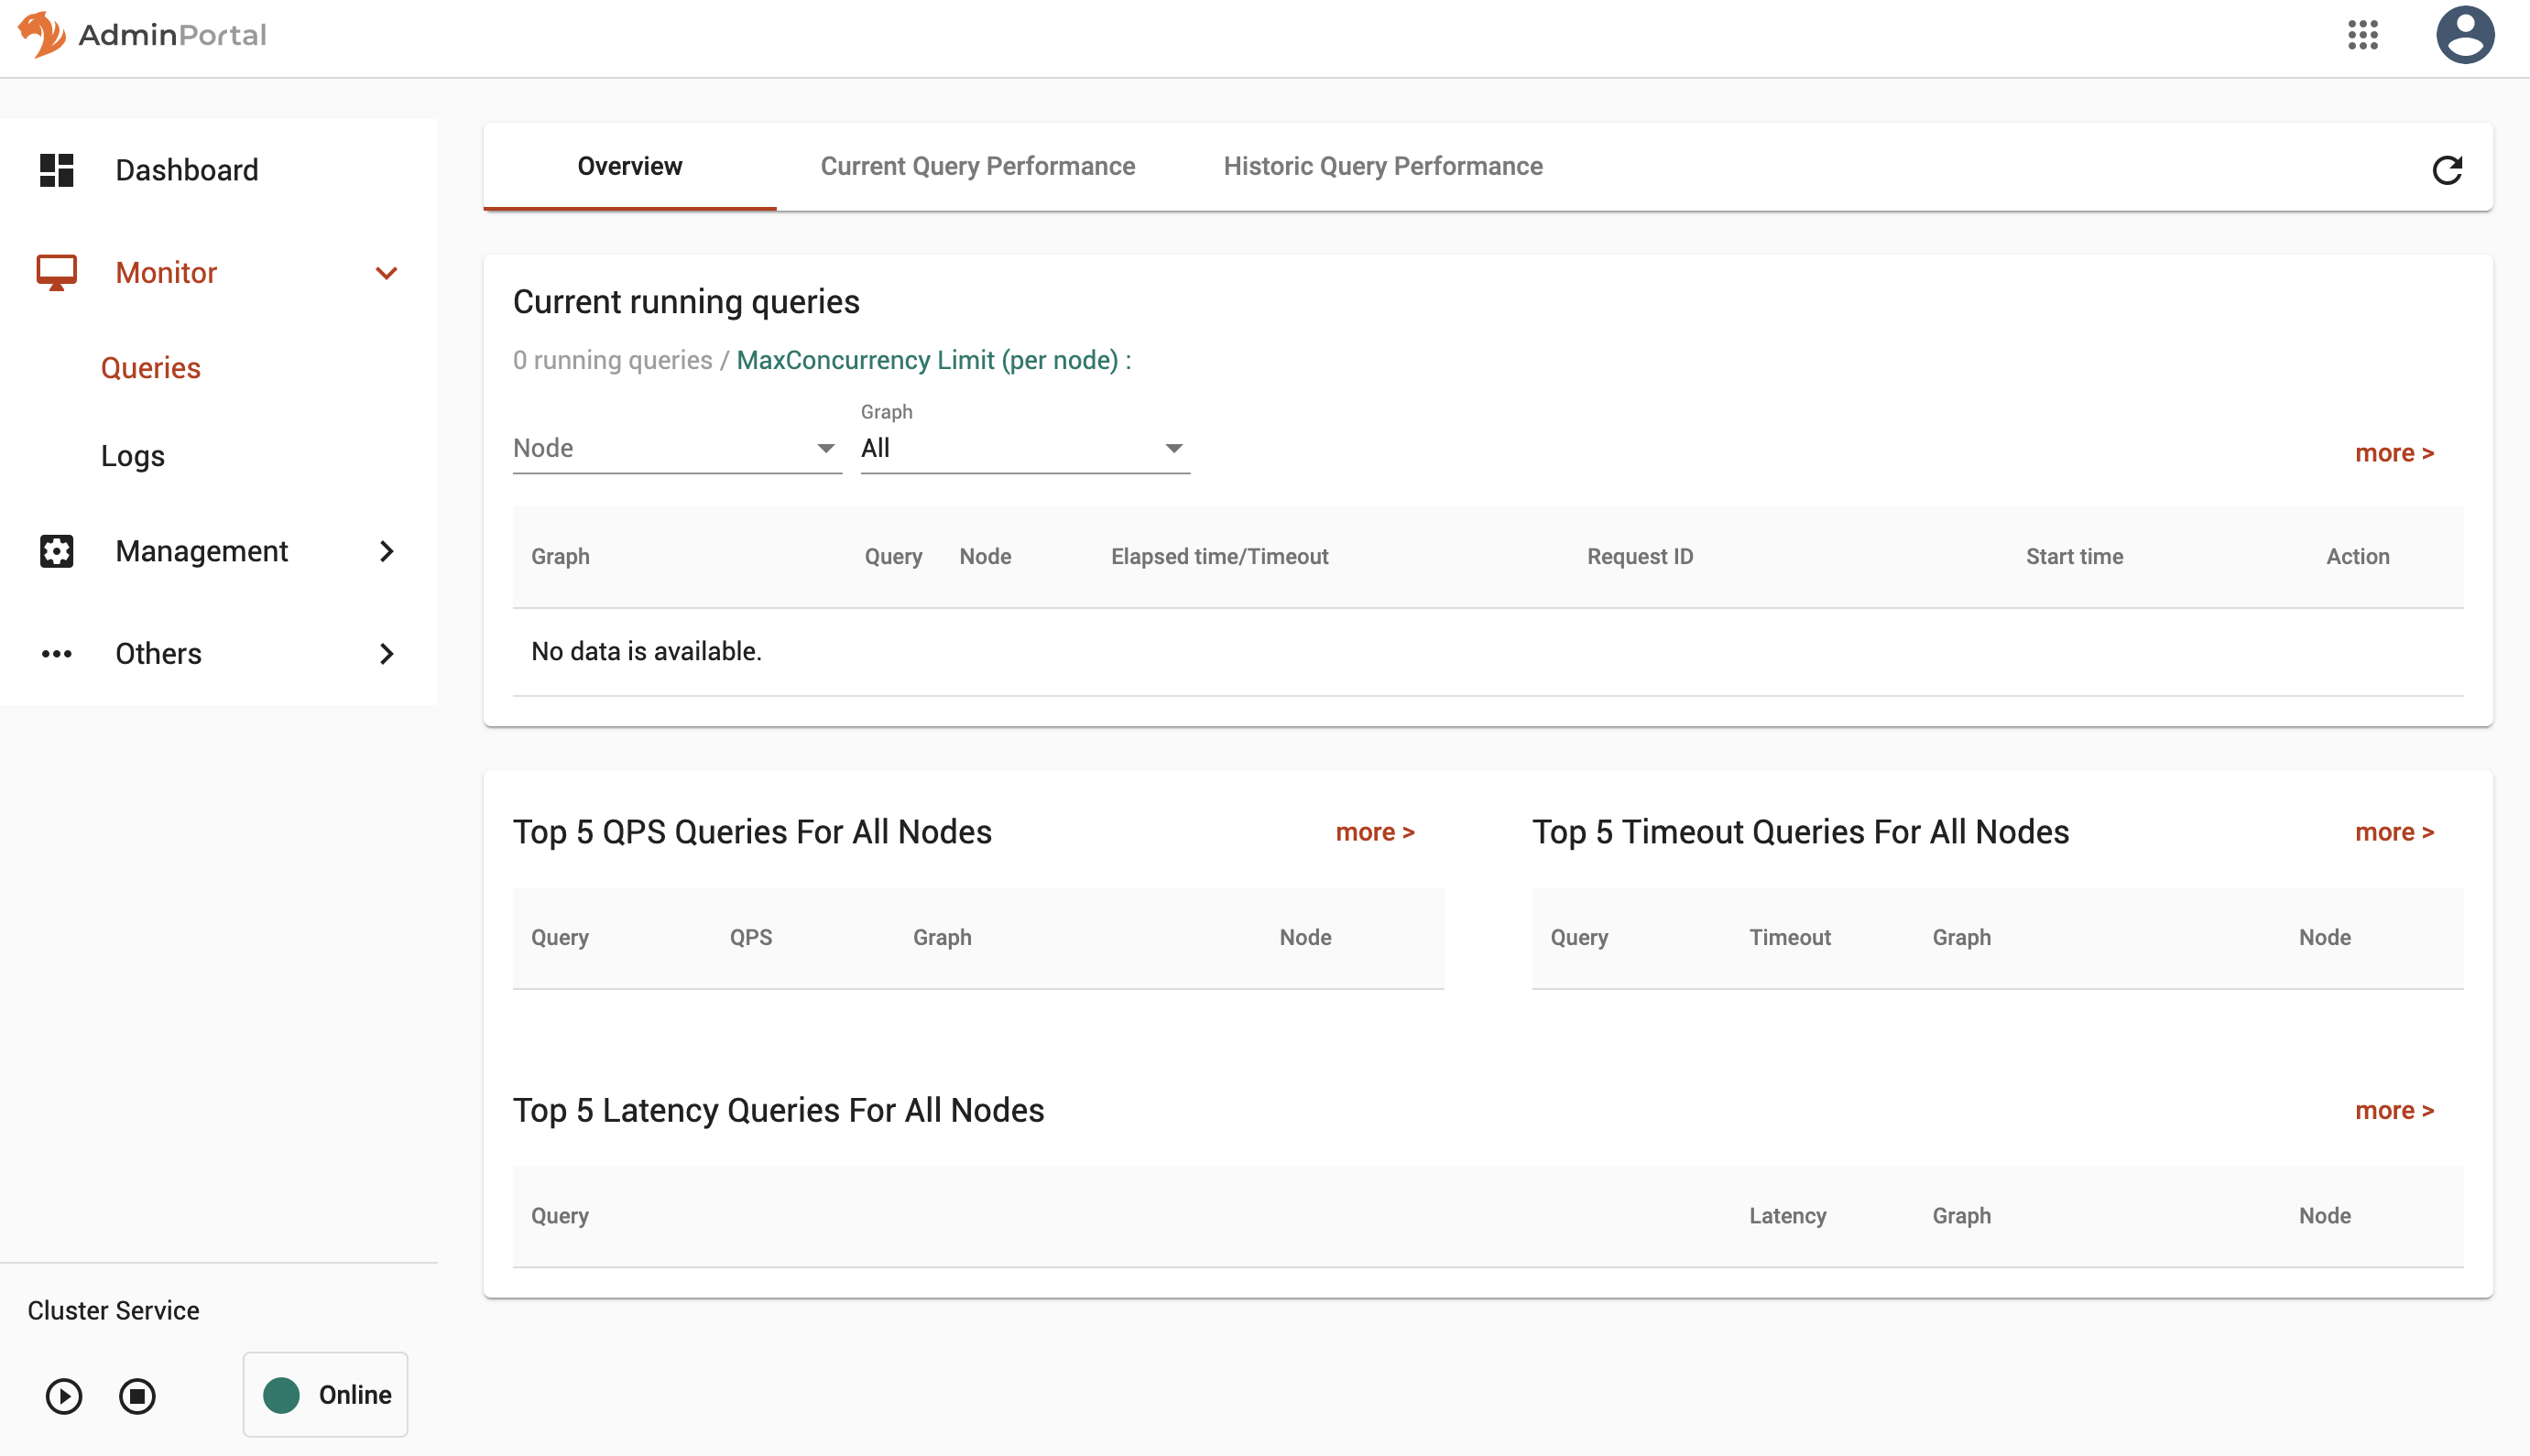 AdminPortal
Dashboard
Monitor
Queries
Logs
Management
Others
Cluster Service
Online
Overview Current Query Performance Historic Query Performance
Current running queries
0 running queries / MaxConcurrency Limit (per node) :
Graph
Node All more >
Graph Query Node Elapsed time/Timeout Request ID Start time Action
No data is available.
Top 5 QPS Queries For All Nodes more >
Query QPS Graph Node
Top 5 Timeout Queries For All Nodes more >
Query Timeout Graph Node
Top 5 Latency Queries For All Nodes more >
Query Latency Graph Node